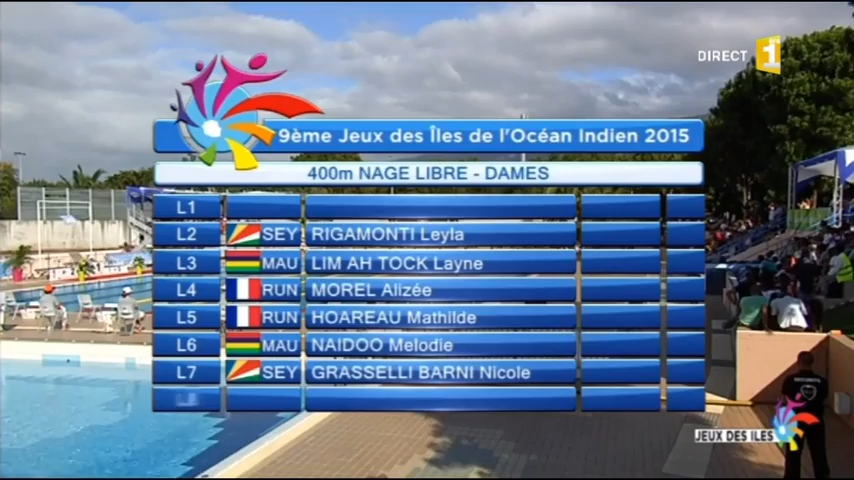 DIRECT 1
9ème Jeux des Îles de l'Océan Indien 2015
400m NAGE LIBRE - DAMES
L1
L2 SEY RIGAMONTI Leyla
L3 MAU LIM AH TOCK Layne
L4 RUN MOREL Alizée
L5 RUN HOAREAU Mathilde
L6 MAU NAIDOO Melodie
L7 SEY GRASSELLI BARNI Nicole
JEUX DES ILES